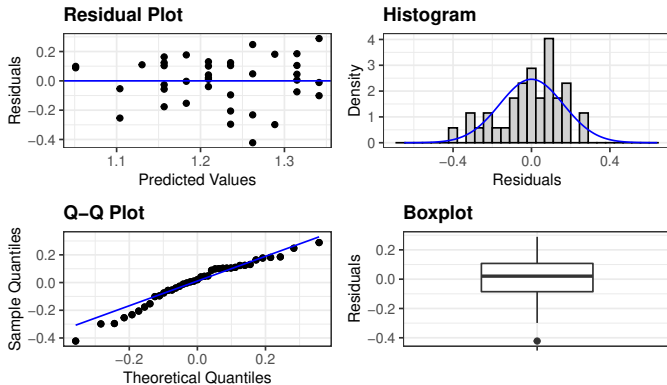 Residual Plot
Residuals
0.2
0.0
−0.2
−0.4
1.1 1.2 1.3
Predicted Values
Histogram
Density
4
3
2
1
0
−0.4 0.0 0.4
Residuals
Q−Q Plot
Sample Quantiles
0.2
0.0
−0.2
−0.4
−0.2 0.0 0.2
Theoretical Quantiles
Boxplot
Residuals
0.2
0.0
−0.2
−0.4